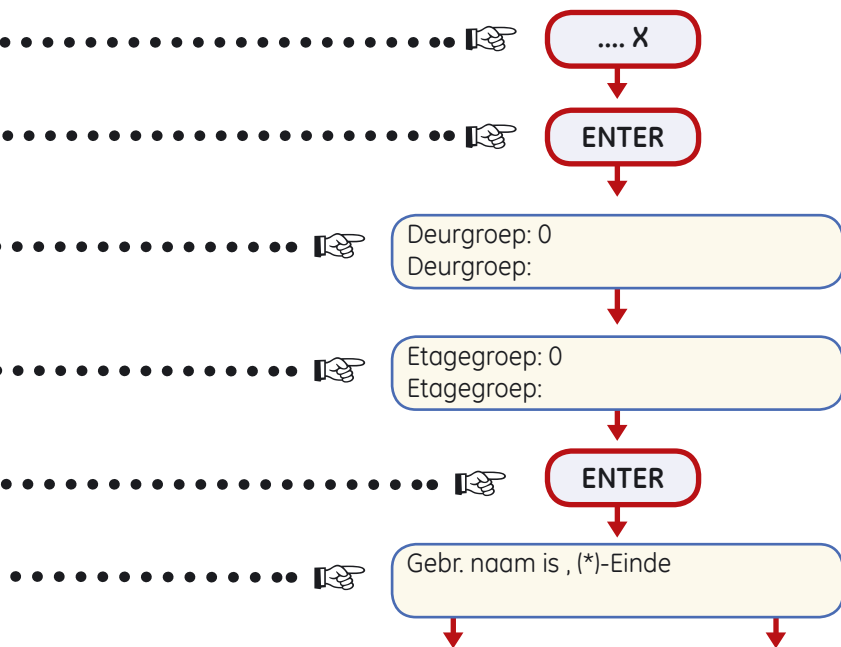 .... X
ENTER
Deurgroep: 0
Deurgroep:
Etagegroep: 0
Etagegroep:
ENTER
Gebr. naam is , (*)-Einde